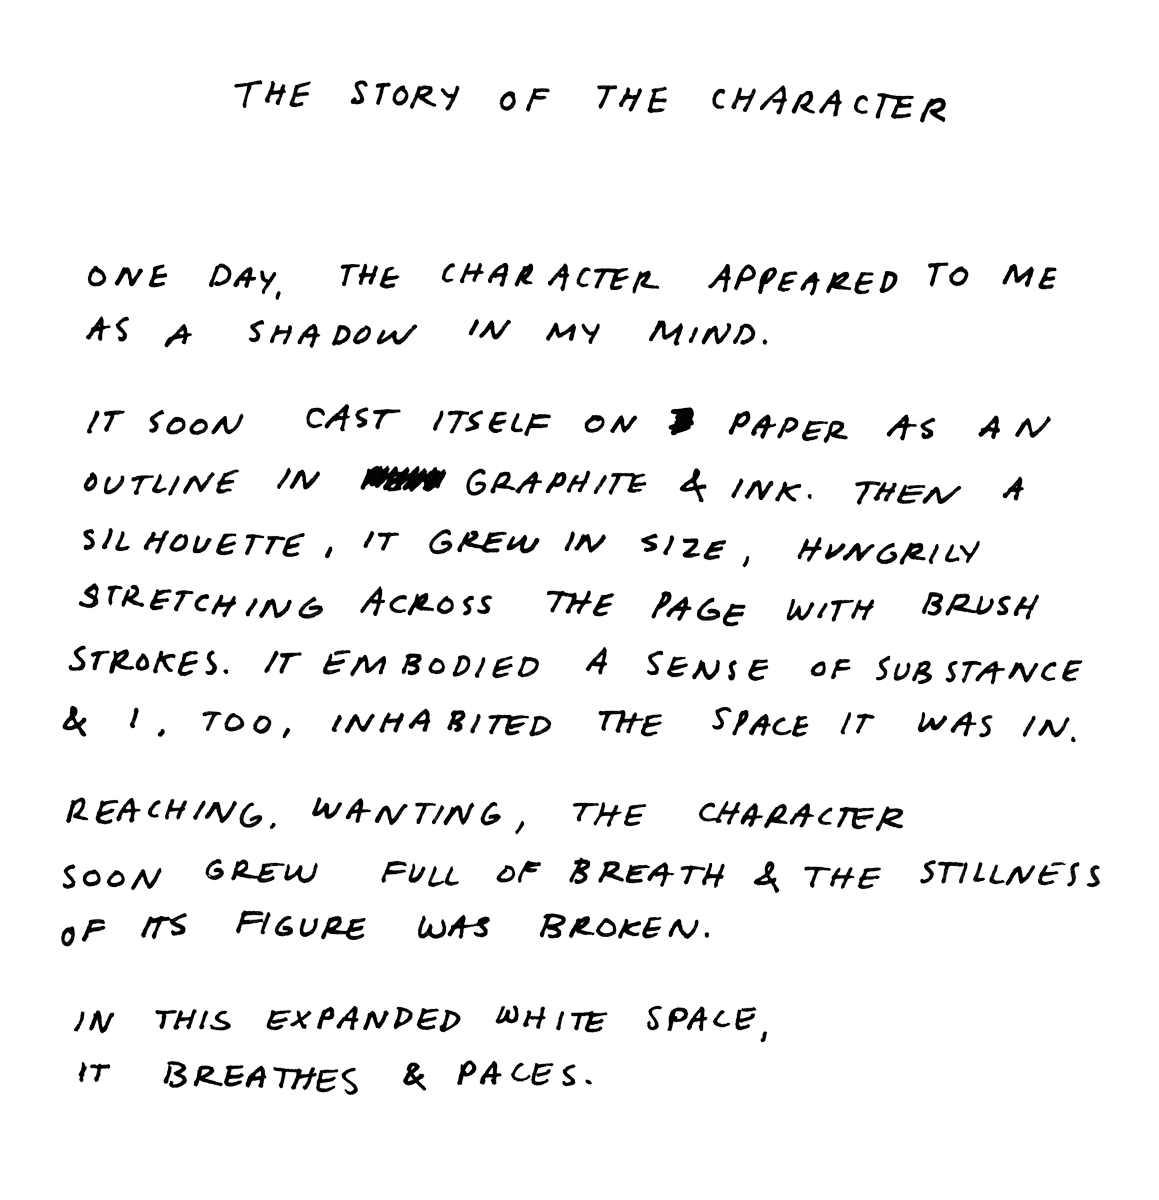 THE STORY OF THE CHARACTER
ONE DAY, THE CHARACTER APPEARED TO ME
AS A SHADOW IN MY MIND.
IT SOON CAST ITSELF ON PAPER AS AN
OUTLINE IN GRAPHITE & INK. THEN A
SILHOUETTE, IT GREW IN SIZE, HUNGRILY
STRETCHING ACROSS THE PAGE WITH BRUSH
STROKES. IT EMBODIED A SENSE OF SUBSTANCE
& I, TOO, INHABITED THE SPACE IT WAS IN.
REACHING. WANTING, THE CHARACTER
SOON GREW FULL OF BREATH & THE STILLNESS
OF ITS FIGURE WAS BROKEN.
IN THIS EXPANDED WHITE SPACE,
IT BREATHES & PACES.